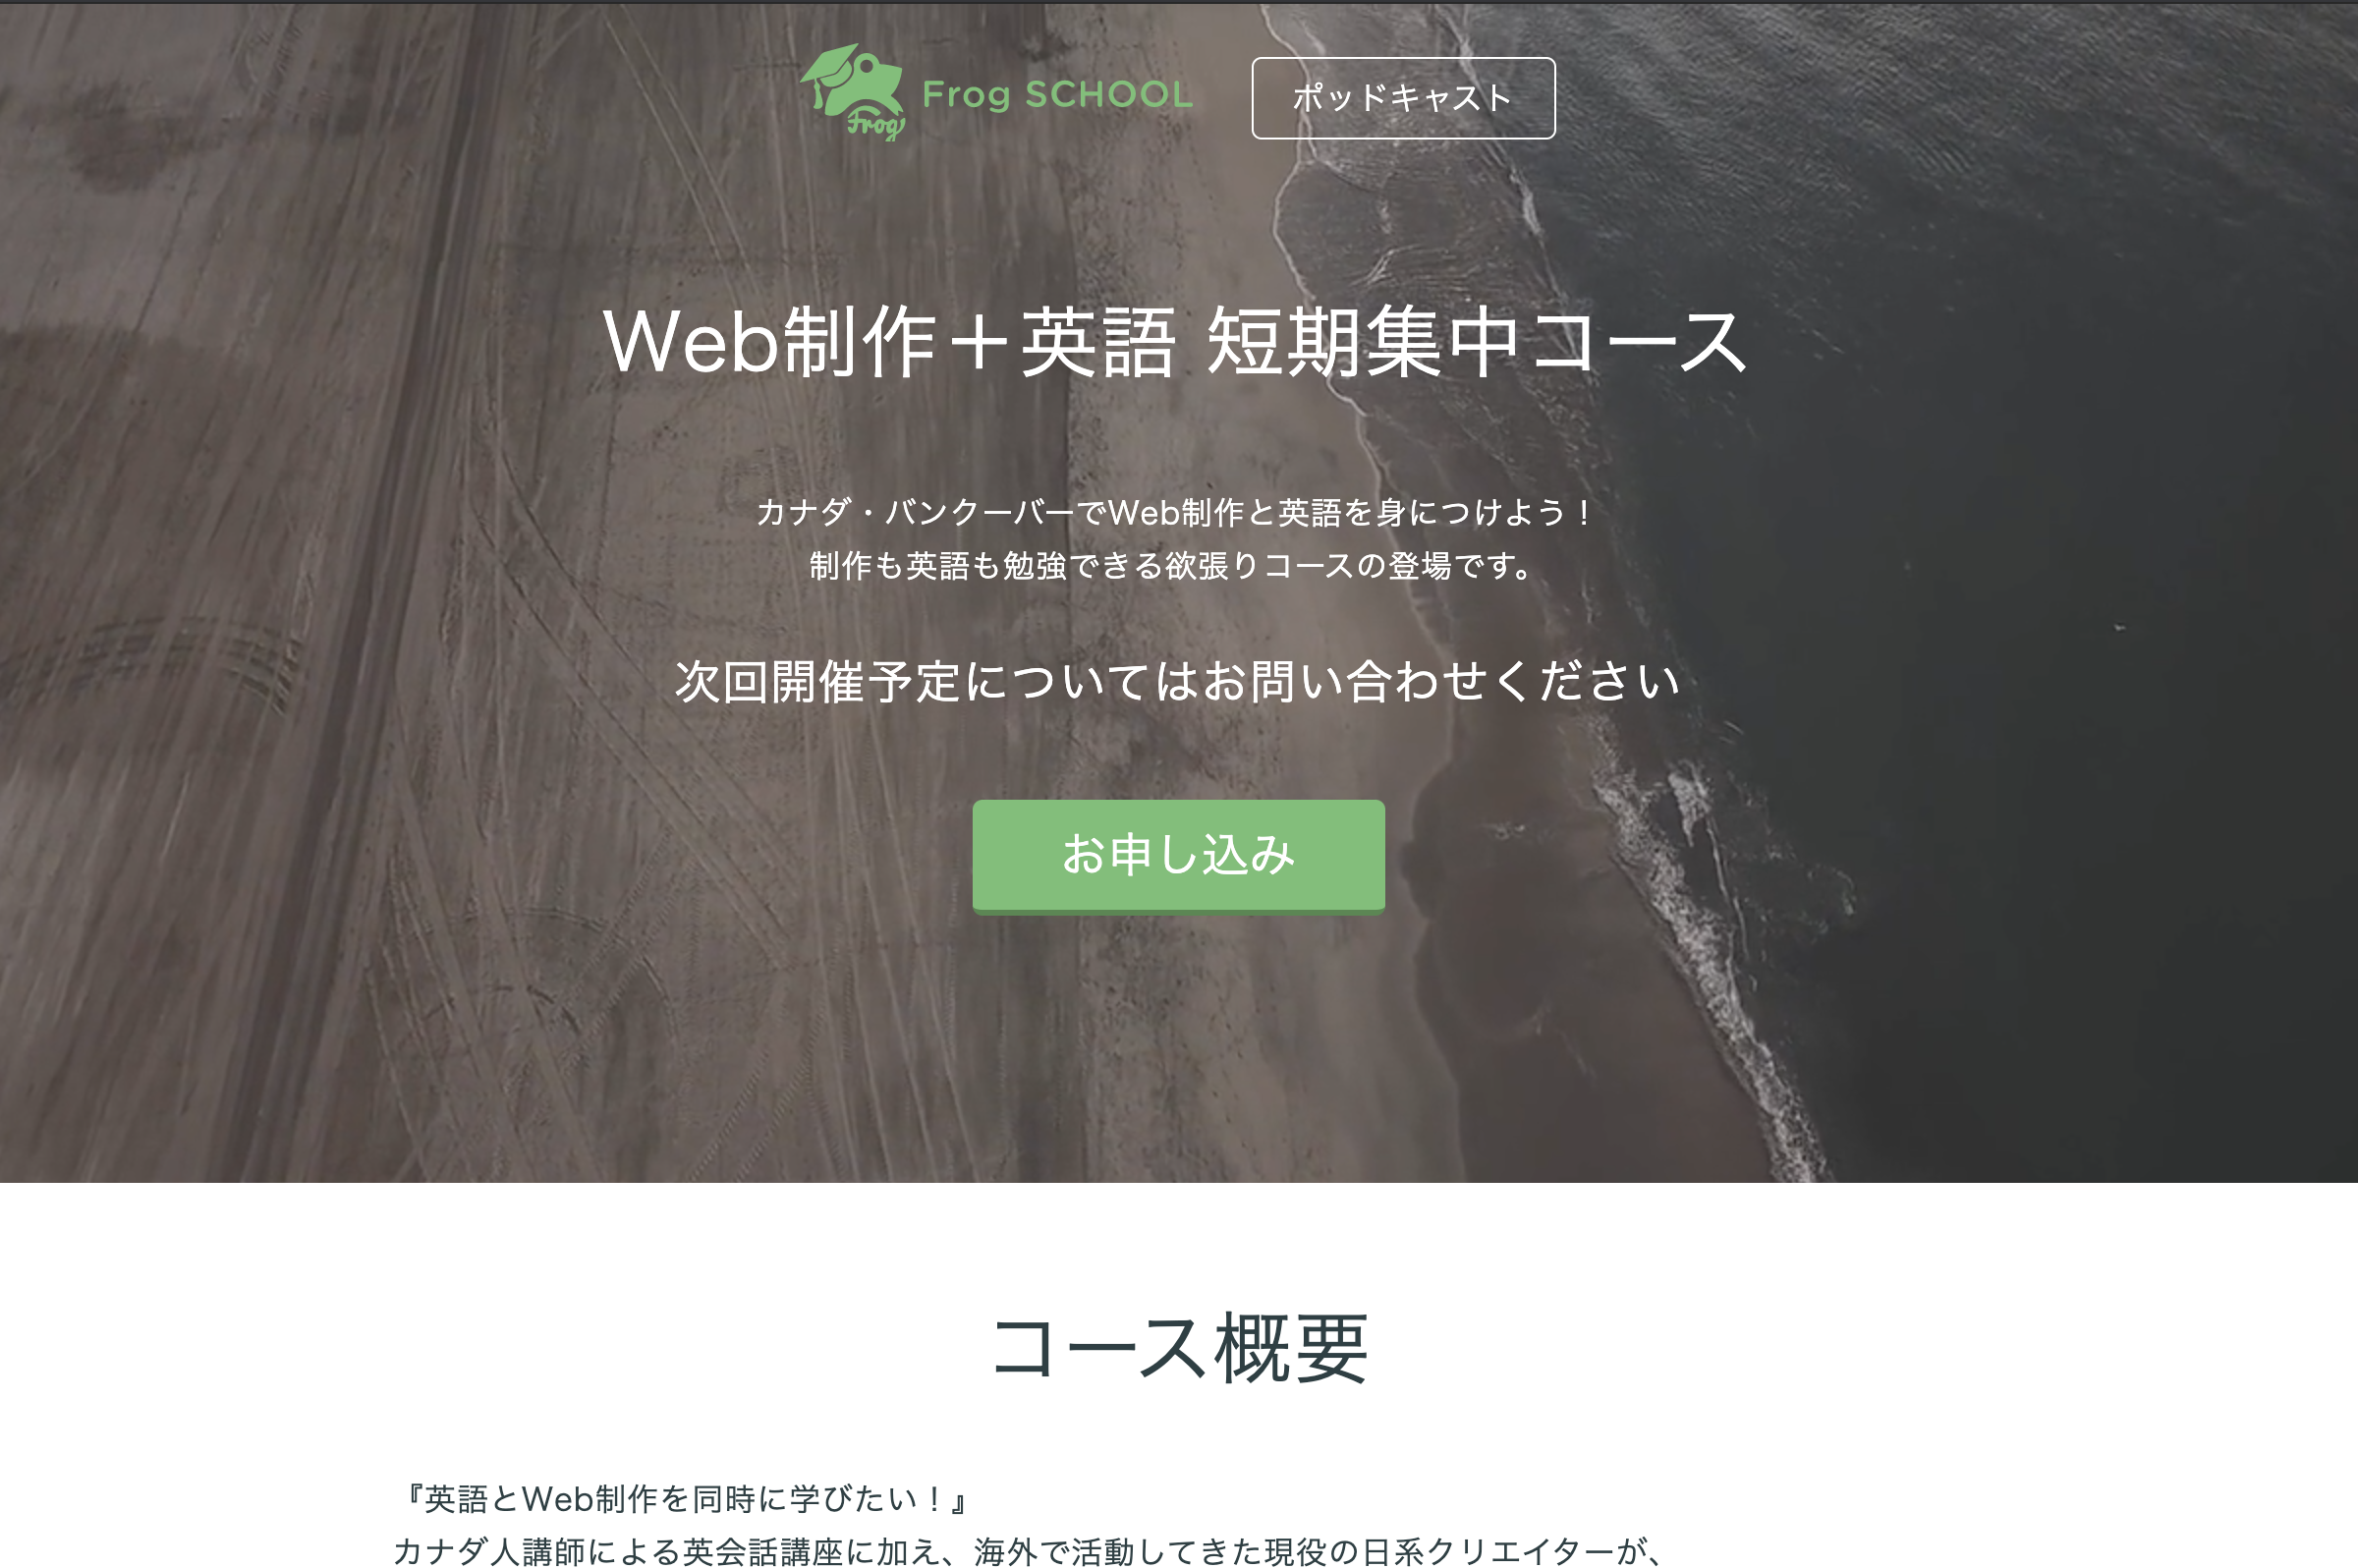 Frog
Frog SCHOOL
ポッドキャスト
Web制作＋英語 短期集中コース
カナダ・バンクーバーでWeb制作と英語を身につけよう！
制作も英語も勉強できる欲張りコースの登場です。
次回開催予定についてはお問い合わせください
お申し込み
コース概要
『英語とWeb制作を同時に学びたい！』
カナダ人講師による英会話講座に加え、海外で活動してきた現役の日系クリエイターが、